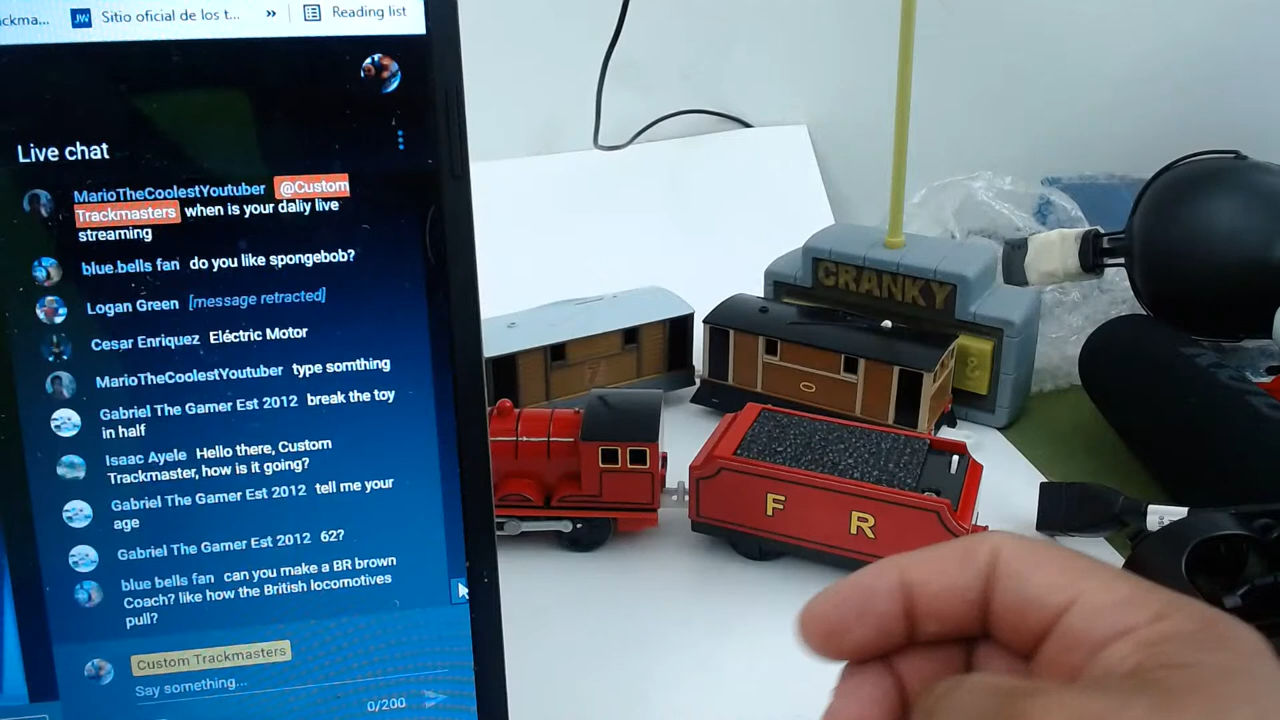 ckma...
JW
Sitio oficial de los t...
»
Reading list
Live chat
MarioTheCoolestYoutuber @Custom
Trackmasters when is your daliy live
streaming
blue.bells fan do you like spongebob?
Logan Green [message retracted]
Cesar Enriquez Eléctric Motor
MarioTheCoolestYoutuber type somthing
Gabriel The Gamer Est 2012 break the toy
in half
Isaac Ayele Hello there, Custom
Trackmaster, how is it going?
Gabriel The Gamer Est 2012 tell me your
age
Gabriel The Gamer Est 2012 62?
blue bells fan can you make a BR brown
Coach? like how the British locomotives
pull?
Custom Trackmasters
Say something...
0/200
CRANKY
7
F R